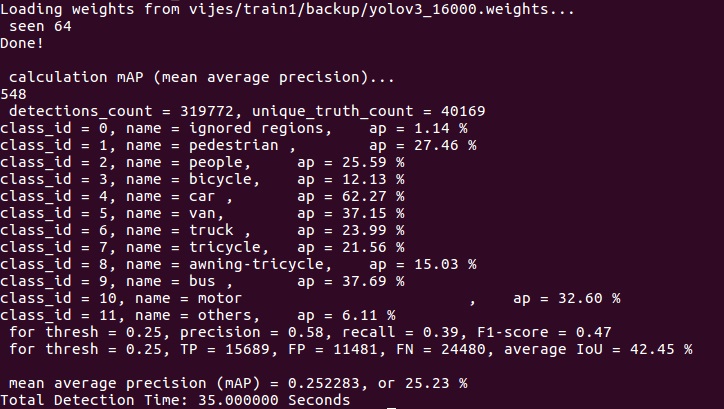 Loading weights from vijes/train1/backup/yolov3_16000.weights...
seen 64
Done!
calculation mAP (mean average precision)...
548
detections_count = 319772, unique_truth_count = 40169
class_id = 0, name = ignored regions, ap = 1.14 %
class_id = 1, name = pedestrian , ap = 27.46 %
class_id = 2, name = people, ap = 25.59 %
class_id = 3, name = bicycle, ap = 12.13 %
class_id = 4, name = car , ap = 62.27 %
class_id = 5, name = van, ap = 37.15 %
class_id = 6, name = truck , ap = 23.99 %
class_id = 7, name = tricycle, ap = 21.56 %
class_id = 8, name = awning-tricycle, ap = 15.03 %
class_id = 9, name = bus , ap = 37.69 %
class_id = 10, name = motor , ap = 32.60 %
class_id = 11, name = others, ap = 6.11 %
for thresh = 0.25, precision = 0.58, recall = 0.39, F1-score = 0.47
for thresh = 0.25, TP = 15689, FP = 11481, FN = 24480, average IoU = 42.45 %
mean average precision (mAP) = 0.252283, or 25.23 %
Total Detection Time: 35.000000 Seconds